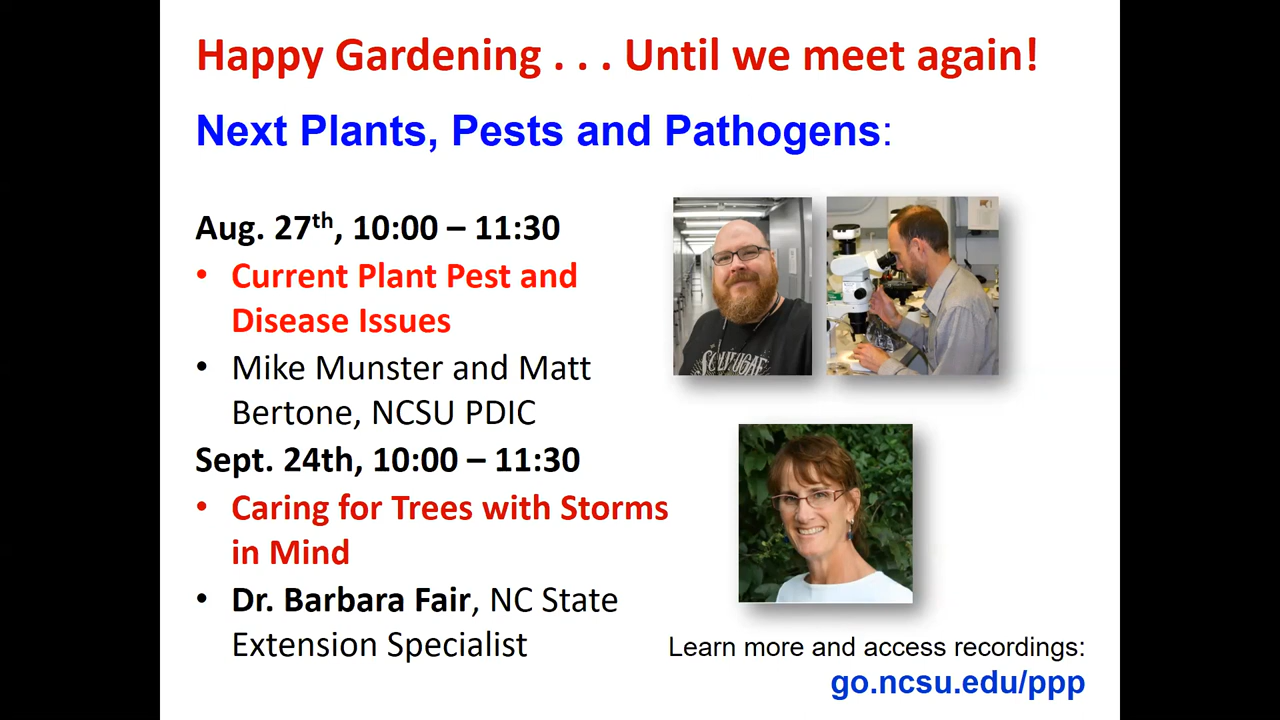 Happy Gardening . . . Until we meet again!
Next Plants, Pests and Pathogens:
Aug. 27th, 10:00 – 11:30
• Current Plant Pest and
Disease Issues
• Mike Munster and Matt
Bertone, NCSU PDIC
Sept. 24th, 10:00 – 11:30
• Caring for Trees with Storms
in Mind
• Dr. Barbara Fair, NC State
Extension Specialist
SOLIFUGAE
Learn more and access recordings:
go.ncsu.edu/ppp